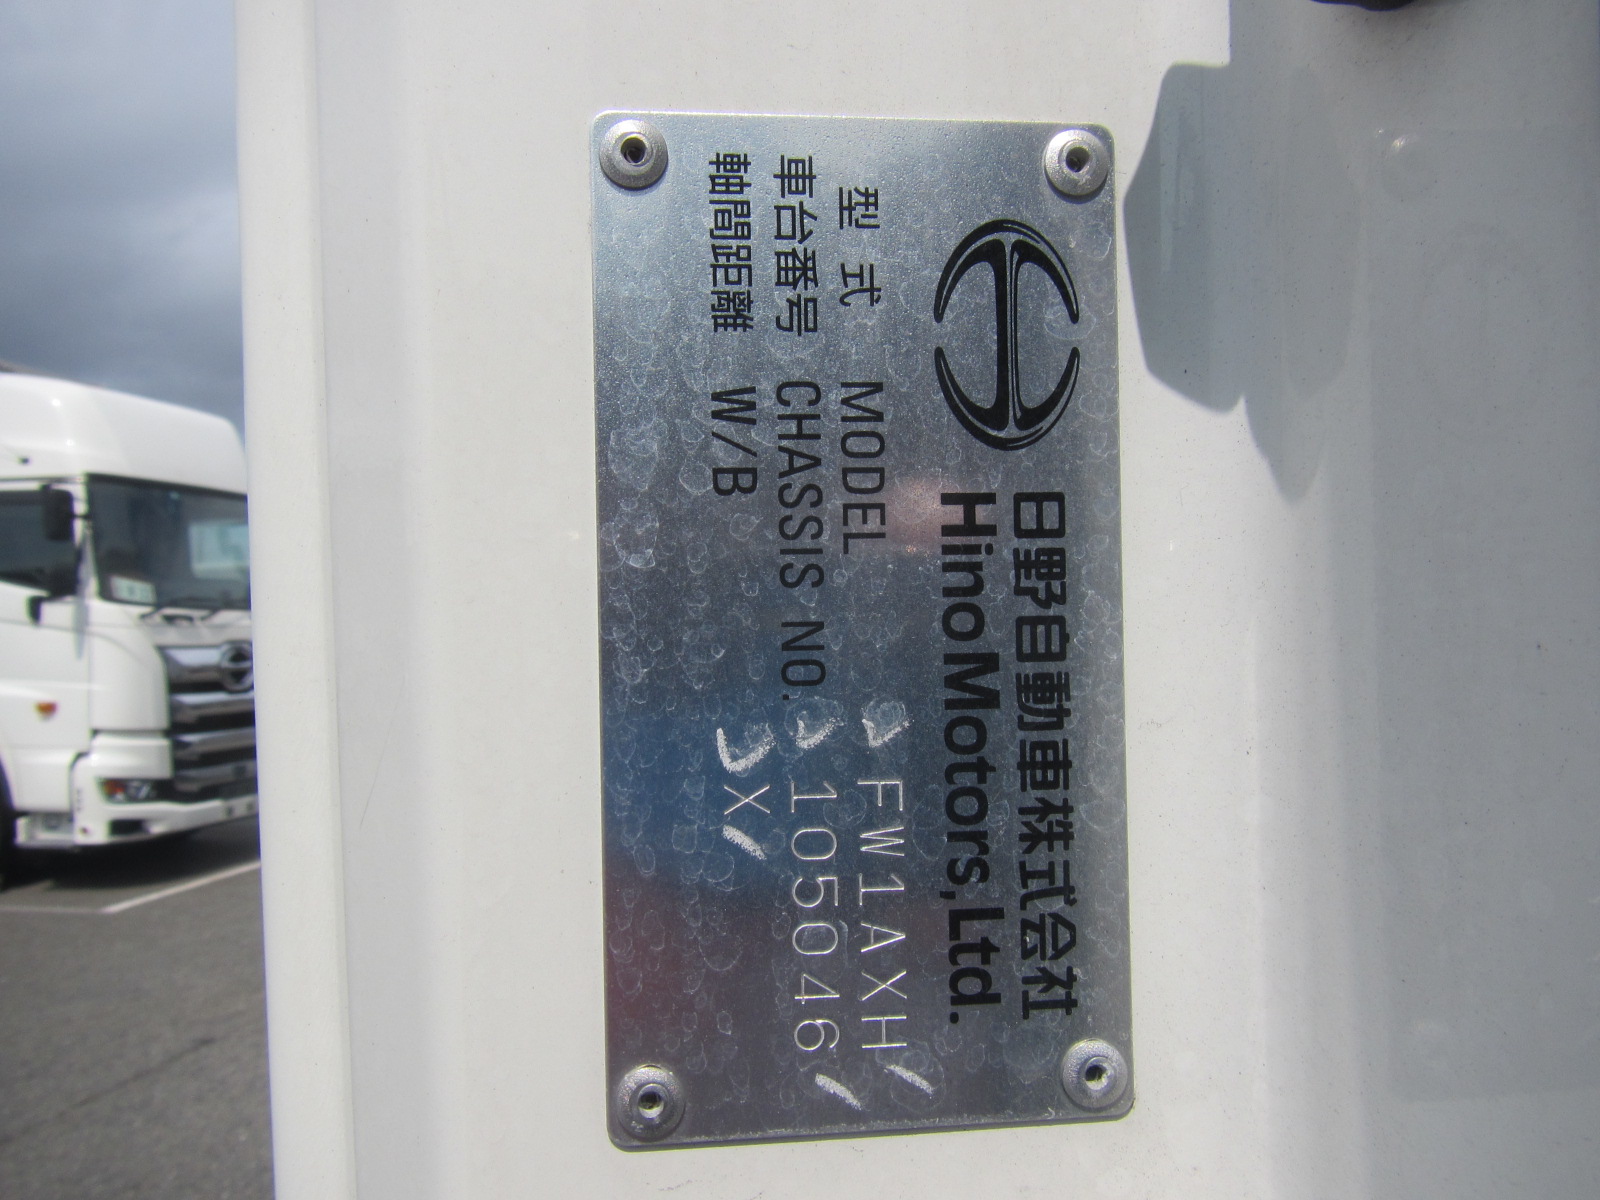 日野自動車株式会社
Hino Motors, Ltd.
型式 MODEL FW1AXH
車台番号 CHASSIS NO. 105046
軸間距離 W/B X